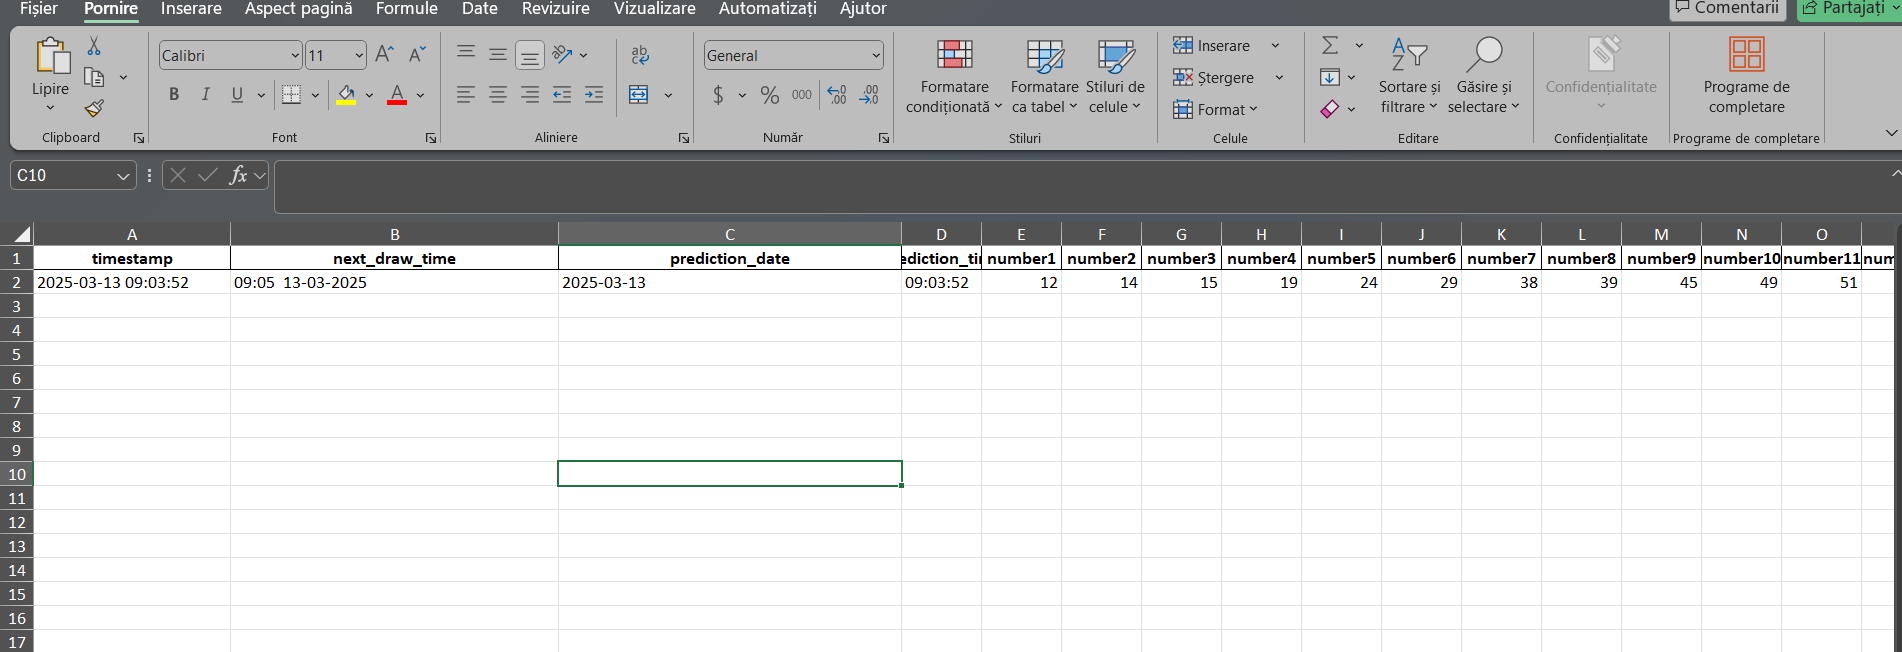 Fișier Pornire Inserare Aspect pagină Formule Date Revizuire Vizualizare Automatizați Ajutor Comentarii Partajați
Lipire
Calibri 11
B I U A
ab
General
$ % 000
Formatare condiționată
Formatare ca tabel
Stiluri de celule
Inserare
Ștergere
Format
Sortare și filtrare
Găsire și selectare
Confidențialitate
Programe de completare
Clipboard Font Aliniere Număr Stiluri Celule Editare Confidențialitate Programe de completare
C10 fx
A B C D E F G H I J K L M N O
1 timestamp next_draw_time prediction_date ediction_ti number1 number2 number3 number4 number5 number6 number7 number8 number9 number10 number11 num
2 2025-03-13 09:03:52 09:05 13-03-2025 2025-03-13 09:03:52 12 14 15 19 24 29 38 39 45 49 51
3
4
5
6
7
8
9
10
11
12
13
14
15
16
17